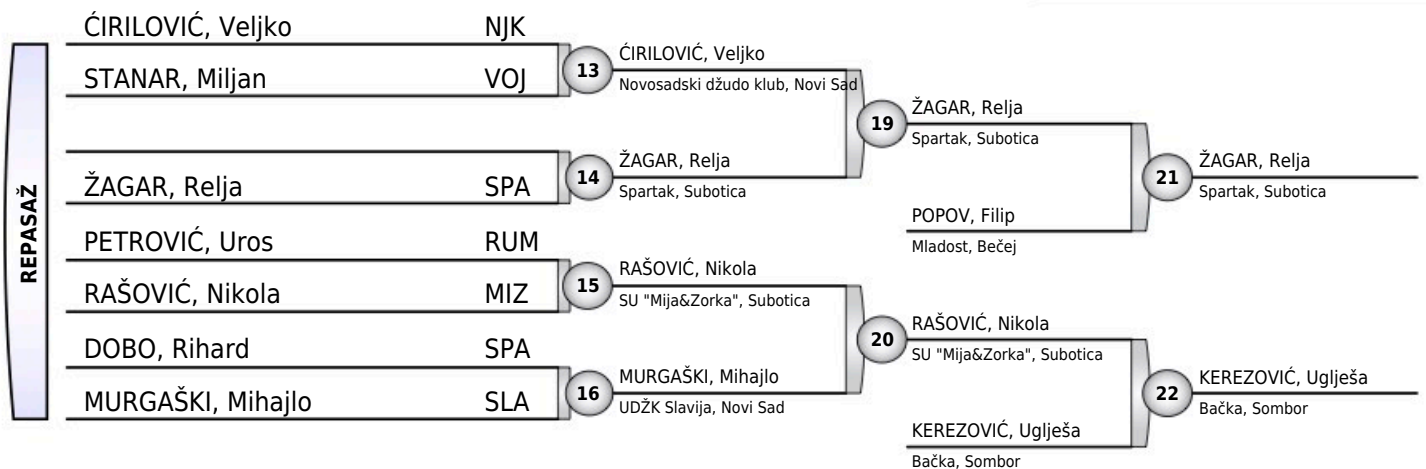 REPASAŽ
ĆIRILOVIĆ, Veljko NJK
STANAR, Miljan VOJ
ŽAGAR, Relja SPA
PETROVIĆ, Uros RUM
RAŠOVIĆ, Nikola MIZ
DOBO, Rihard SPA
MURGAŠKI, Mihajlo SLA
13
ĆIRILOVIĆ, Veljko
Novosadski džudo klub, Novi Sad
14
ŽAGAR, Relja
Spartak, Subotica
15
RAŠOVIĆ, Nikola
SU "Mija&Zorka", Subotica
16
MURGAŠKI, Mihajlo
UDŽK Slavija, Novi Sad
19
ŽAGAR, Relja
Spartak, Subotica
POPOV, Filip
Mladost, Bečej
20
RAŠOVIĆ, Nikola
SU "Mija&Zorka", Subotica
KEREZOVIĆ, Uglješa
Bačka, Sombor
21
ŽAGAR, Relja
Spartak, Subotica
22
KEREZOVIĆ, Uglješa
Bačka, Sombor